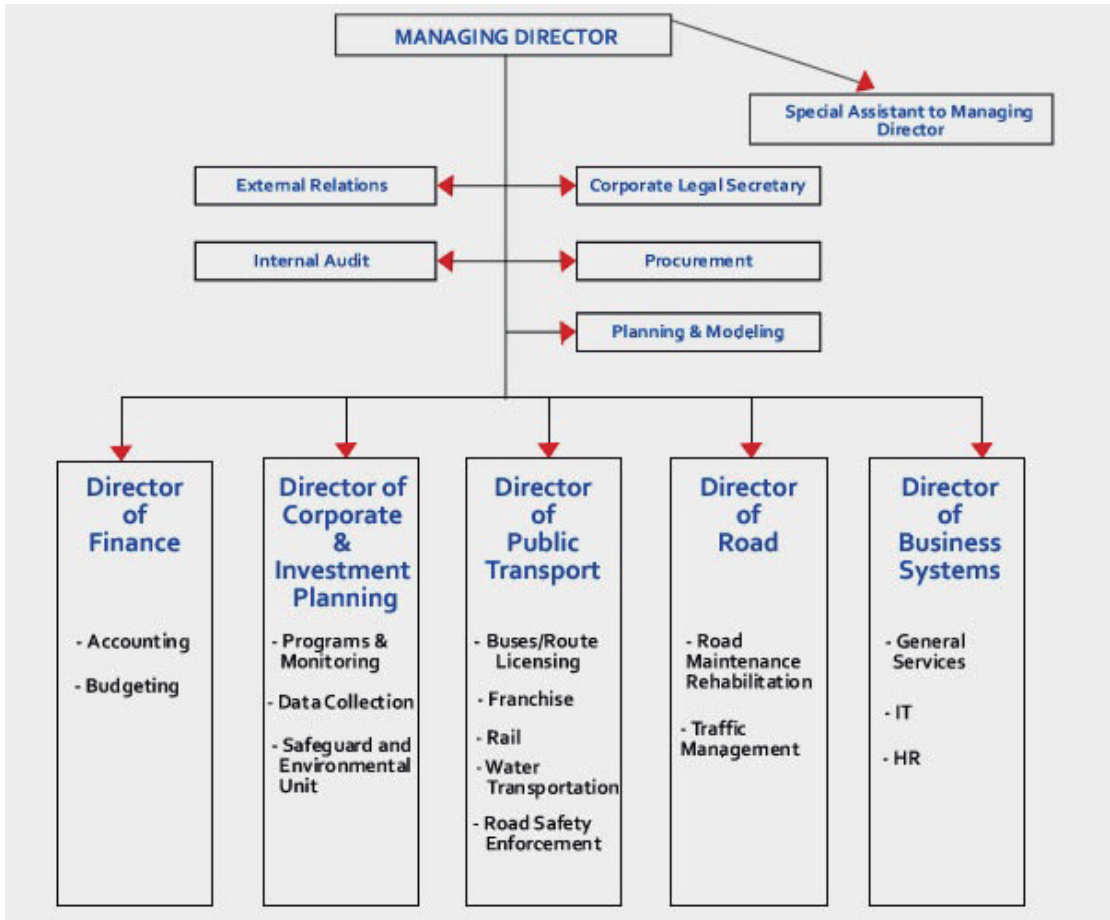 MANAGING DIRECTOR
Special Assistant to Managing
Director
External Relations
Corporate Legal Secretary
Internal Audit
Procurement
Planning & Modeling
Director
of
Finance
- Accounting
- Budgeting
Director of
Corporate
&
Investment
Planning
- Programs &
Monitoring
- Data Collection
- Safeguard and
Environmental
Unit
Director
of
Public
Transport
- Buses/Route
Licensing
- Franchise
- Rail
- Water
Transportation
- Road Safety
Enforcement
Director
of
Road
- Road
Maintenance
Rehabilitation
- Traffic
Management
Director
of
Business
Systems
- General
Services
- IT
- HR